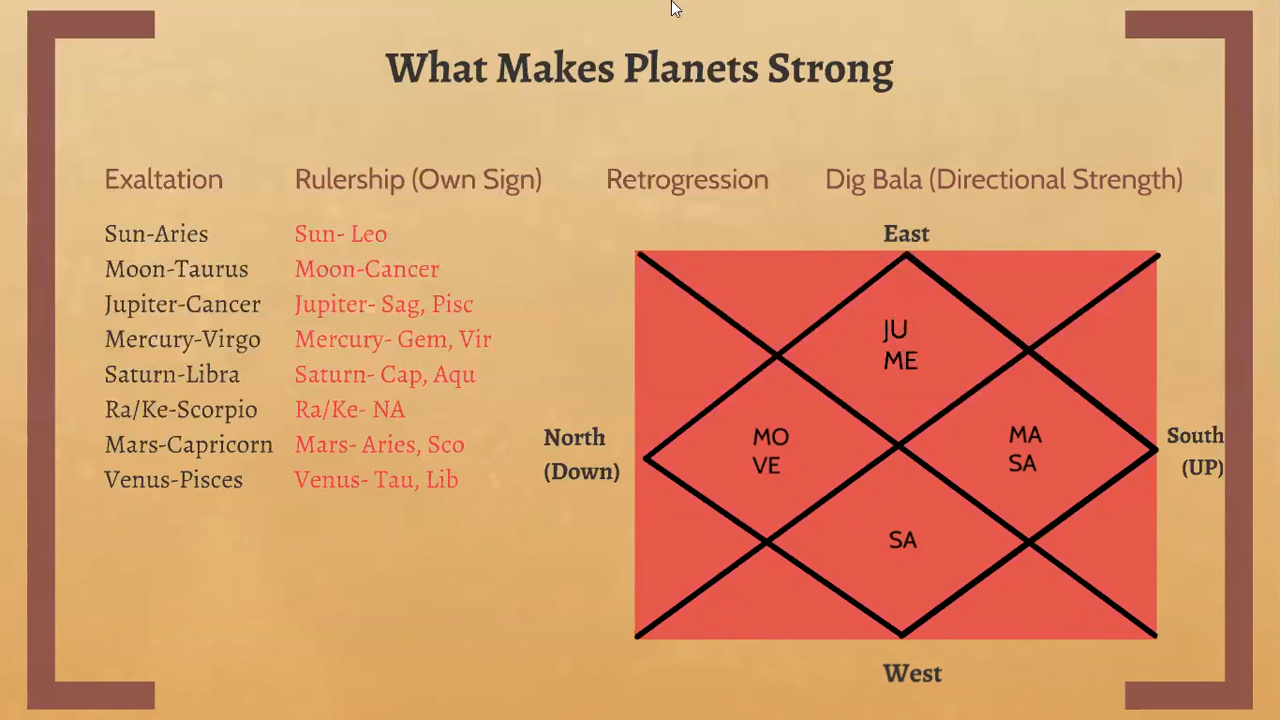 What Makes Planets Strong
Exaltation
Sun-Aries
Moon-Taurus
Jupiter-Cancer
Mercury-Virgo
Saturn-Libra
Ra/Ke-Scorpio
Mars-Capricorn
Venus-Pisces
Rulership (Own Sign)
Sun- Leo
Moon-Cancer
Jupiter- Sag, Pisc
Mercury- Gem, Vir
Saturn- Cap, Aqu
Ra/Ke- NA
Mars- Aries, Sco
Venus- Tau, Lib
Retrogression
Dig Bala (Directional Strength)
East
JU
ME
North
(Down)
MO
VE
MA
SA
South
(UP)
SA
West